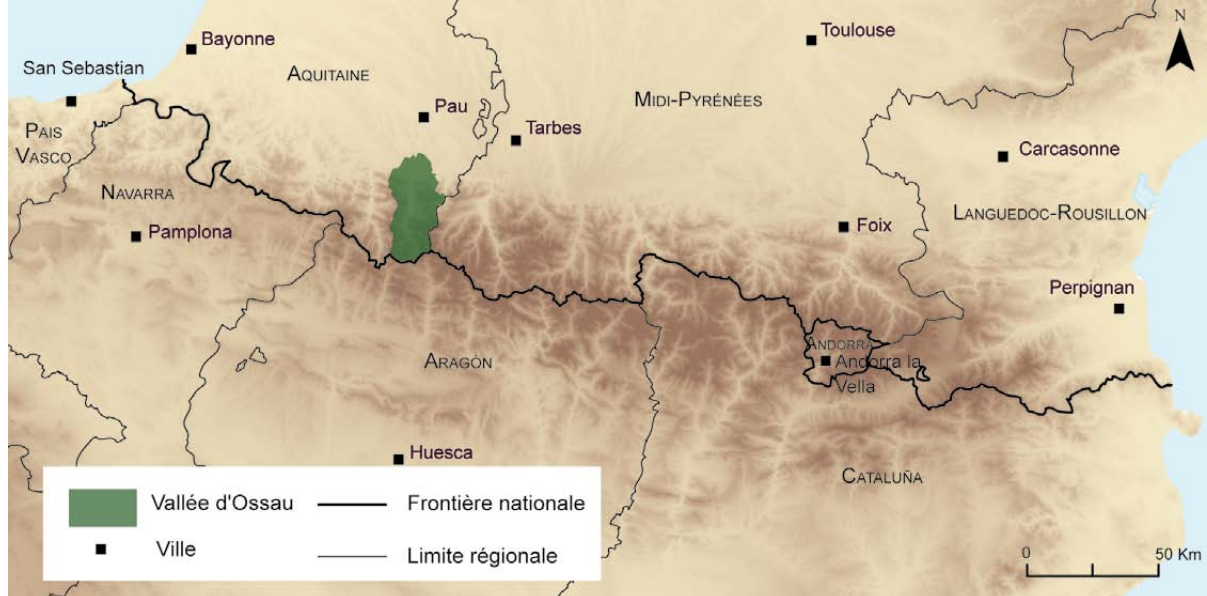 N
Toulouse
Bayonne
San Sebastian
AQUITAINE
MIDI-PYRÉNÉES
Pau
PAIS
VASCO
Tarbes
Carcasonne
NAVARRA
LANGUEDOC-ROUSILLON
Pamplona
Foix
Perpignan
ANDORRA
Andorra la
Vella
ARAGÓN
Huesca
CATALUÑA
Vallée d'Ossau
Frontière nationale
Ville
Limite régionale
0
50 Km